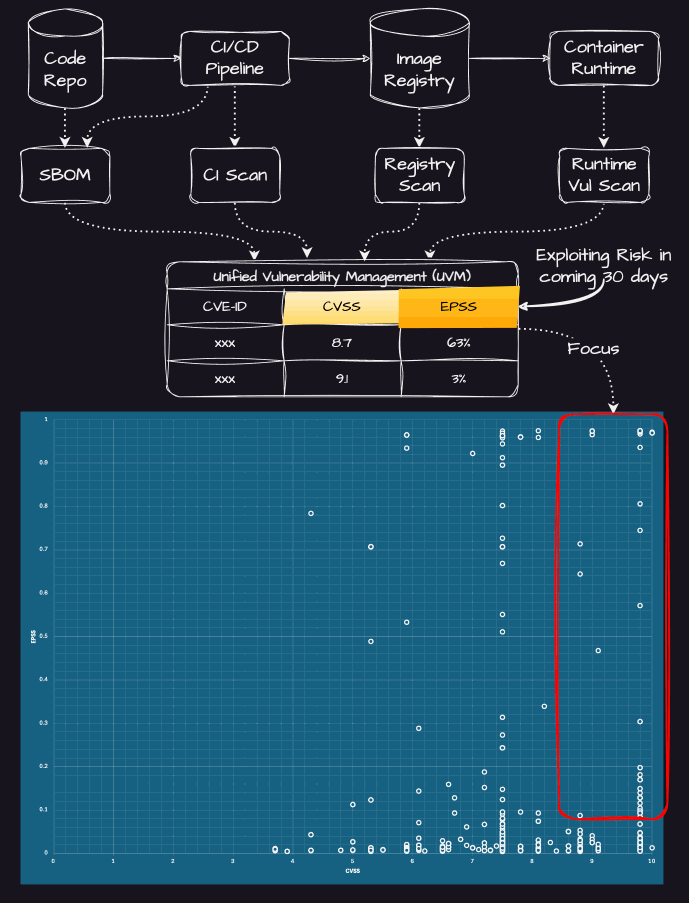 Code
Repo
CI/CD
Pipeline
Image
Registry
Container
Runtime
SBOM
CI Scan
Registry
Scan
Runtime
Vul Scan
Exploiting Risk in
coming 30 days
Unified Vulnerability Management (UVM)
CVE-ID CVSS EPSS
xxx 8.7 63%
xxx 9.1 3%
Focus
1
0.9
0.8
0.7
0.6
0.5
0.4
0.3
0.2
0.1
0
EPSS
0 1 2 3 4 5 6 7 8 9 10
CVSS